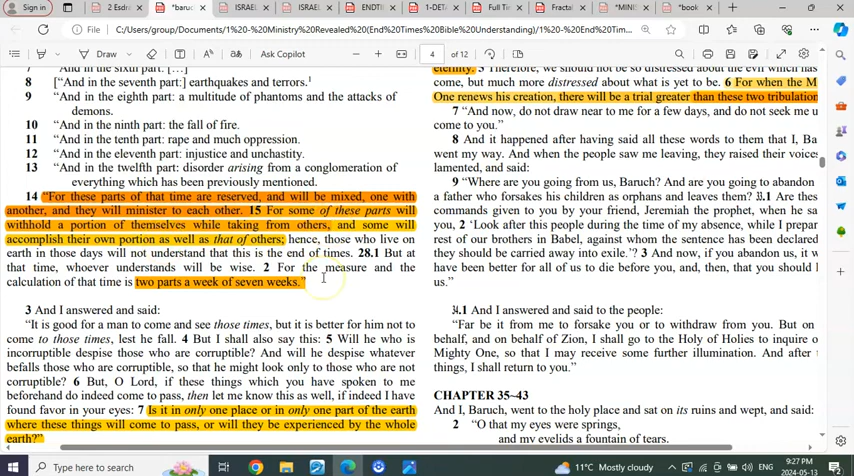 Sign in
2 Esdra
*baruc
ISRAEL
ISRAEL
ENDTI
1-DETA
Full Tim
Fractal
*MINIS
*book
File
C:/Users/group/Documents/1%20-%20Ministry%20Revealed%20(End%20Times%20Bible%20Understanding)/1%20-%20End%20Tim...
Draw
Ask Copilot
4
of 12
7 "And in the sixth part: [...]
8 ["And in the seventh part:] earthquakes and terrors.¹
9 "And in the eighth part: a multitude of phantoms and the attacks of
demons.
10 "And in the ninth part: the fall of fire.
11 "And in the tenth part: rape and much oppression.
12 "And in the eleventh part: injustice and unchastity.
13 "And in the twelfth part: disorder arising from a conglomeration of
everything which has been previously mentioned.
14 "For these parts of that time are reserved, and will be mixed, one with
another, and they will minister to each other. 15 For some of these parts will
withhold a portion of themselves while taking from others, and some will
accomplish their own portion as well as that of others; hence, those who live on
earth in those days will not understand that this is the end of times. 28.1 But at
that time, whoever understands will be wise. 2 For the measure and the
calculation of that time is two parts a week of seven weeks."
3 And I answered and said:
"It is good for a man to come and see those times, but it is better for him not to
come to those times, lest he fall. 4 But I shall also say this: 5 Will he who is
incorruptible despise those who are corruptible? And will he despise whatever
befalls those who are corruptible, so that he might look only to those who are not
corruptible? 6 But, O Lord, if these things which you have spoken to me
beforehand do indeed come to pass, then let me know this as well, if indeed I have
found favor in your eyes: 7 Is it in only one place or in only one part of the earth
where these things will come to pass, or will they be experienced by the whole
earth?"
eternity. 5 Therefore, we should not be so distressed about the evil which has
come, but much more distressed about what is yet to be. 6 For when the M
One renews his creation, there will be a trial greater than these two tribulation
7 "And now, do not draw near to me for a few days, and do not seek me u
come to you."
8 And it happened after having said all these words to them that I, Ba
went my way. And when the people saw me leaving, they raised their voice
lamented, and said:
9 "Where are you going from us, Baruch? And are you going to abandon
a father who forsakes his children as orphans and leaves them? 33.1 Are thes
commands given to you by your friend, Jeremiah the prophet, when he sa
you, 2 'Look after this people during the time of my absence, while I prepar
rest of our brothers in Babel, against whom the sentence has been declared
they should be carried away into exile.'? 3 And now, if you abandon us, it w
have been better for all of us to die before you, and, then, that you should l
us."
34.1 And I answered and said to the people:
"Far be it from me to forsake you or to withdraw from you. But on
behalf, and on behalf of Zion, I shall go to the Holy of Holies to inquire o
Mighty One, so that I may receive some further illumination. And after t
things, I shall return to you."
CHAPTER 35~43
And I, Baruch, went to the holy place and sat on its ruins and wept, and said:
2 "O that my eyes were springs,
and my eyelids a fountain of tears.
Type here to search
11°C Mostly cloudy
ENG
9:27 PM
2024-05-13